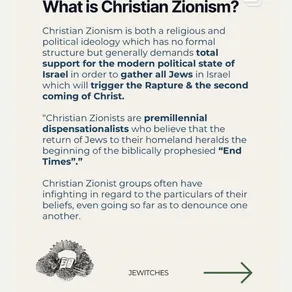 What is Christian Zionism?
Christian Zionism is both a religious and
political ideology which has no formal
structure but generally demands total
support for the modern political state of
Israel in order to gather all Jews in Israel
which will trigger the Rapture & the second
coming of Christ.
“Christian Zionists are premillennial
dispensationalists who believe that the
return of Jews to their homeland heralds the
beginning of the biblically prophesied “End
Times”.”
Christian Zionist groups often have
infighting in regard to the particulars of their
beliefs, even going so far as to denounce one
another.
JEWITCHES